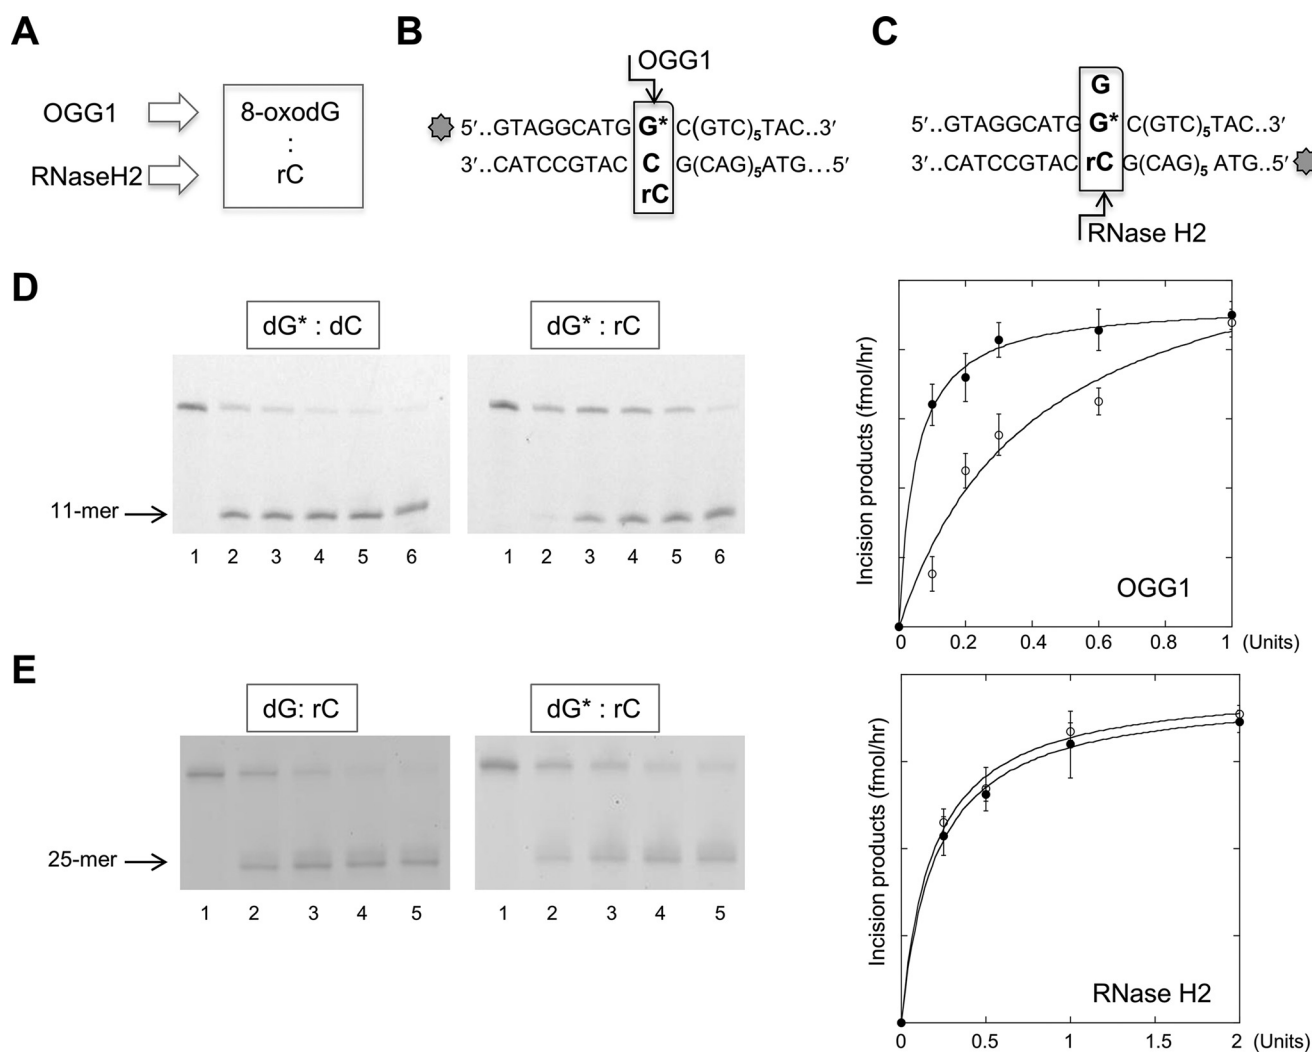 A
OGG1
RNaseH2
8-oxodG
:
rC
B
OGG1
5′..GTAGGCATG G* C(GTC)5TAC..3′
3′..CATCCGTAC C G(CAG)5ATG...5′
rC
C
G
5′..GTAGGCATG G* C(GTC)5TAC..3′
3′..CATCCGTAC rC G(CAG)5 ATG..5′
RNase H2
D
dG* : dC
dG* : rC
11-mer
1 2 3 4 5 6
1 2 3 4 5 6
Incision products (fmol/hr)
OGG1
0 0.2 0.4 0.6 0.8 1 (Units)
E
dG: rC
dG* : rC
25-mer
1 2 3 4 5
1 2 3 4 5
Incision products (fmol/hr)
RNase H2
0 0.5 1 1.5 2 (Units)